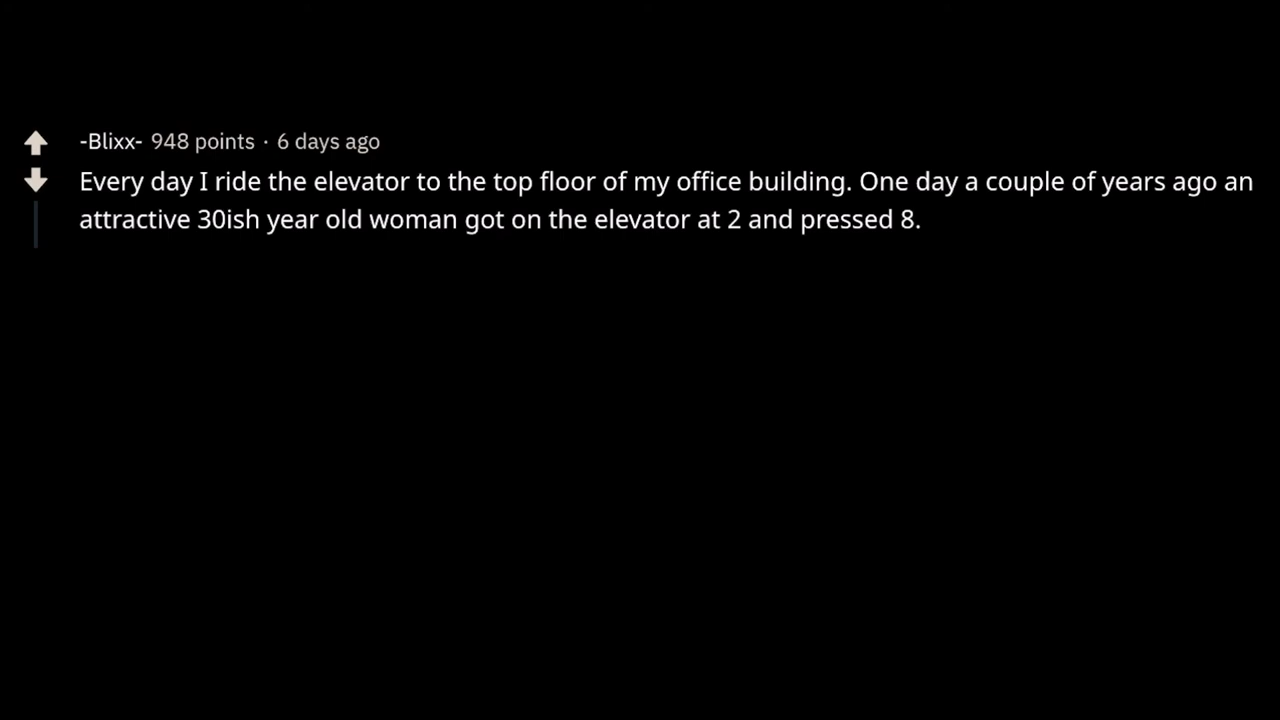 -Blixx- 948 points · 6 days ago
Every day I ride the elevator to the top floor of my office building. One day a couple of years ago an
attractive 30ish year old woman got on the elevator at 2 and pressed 8.